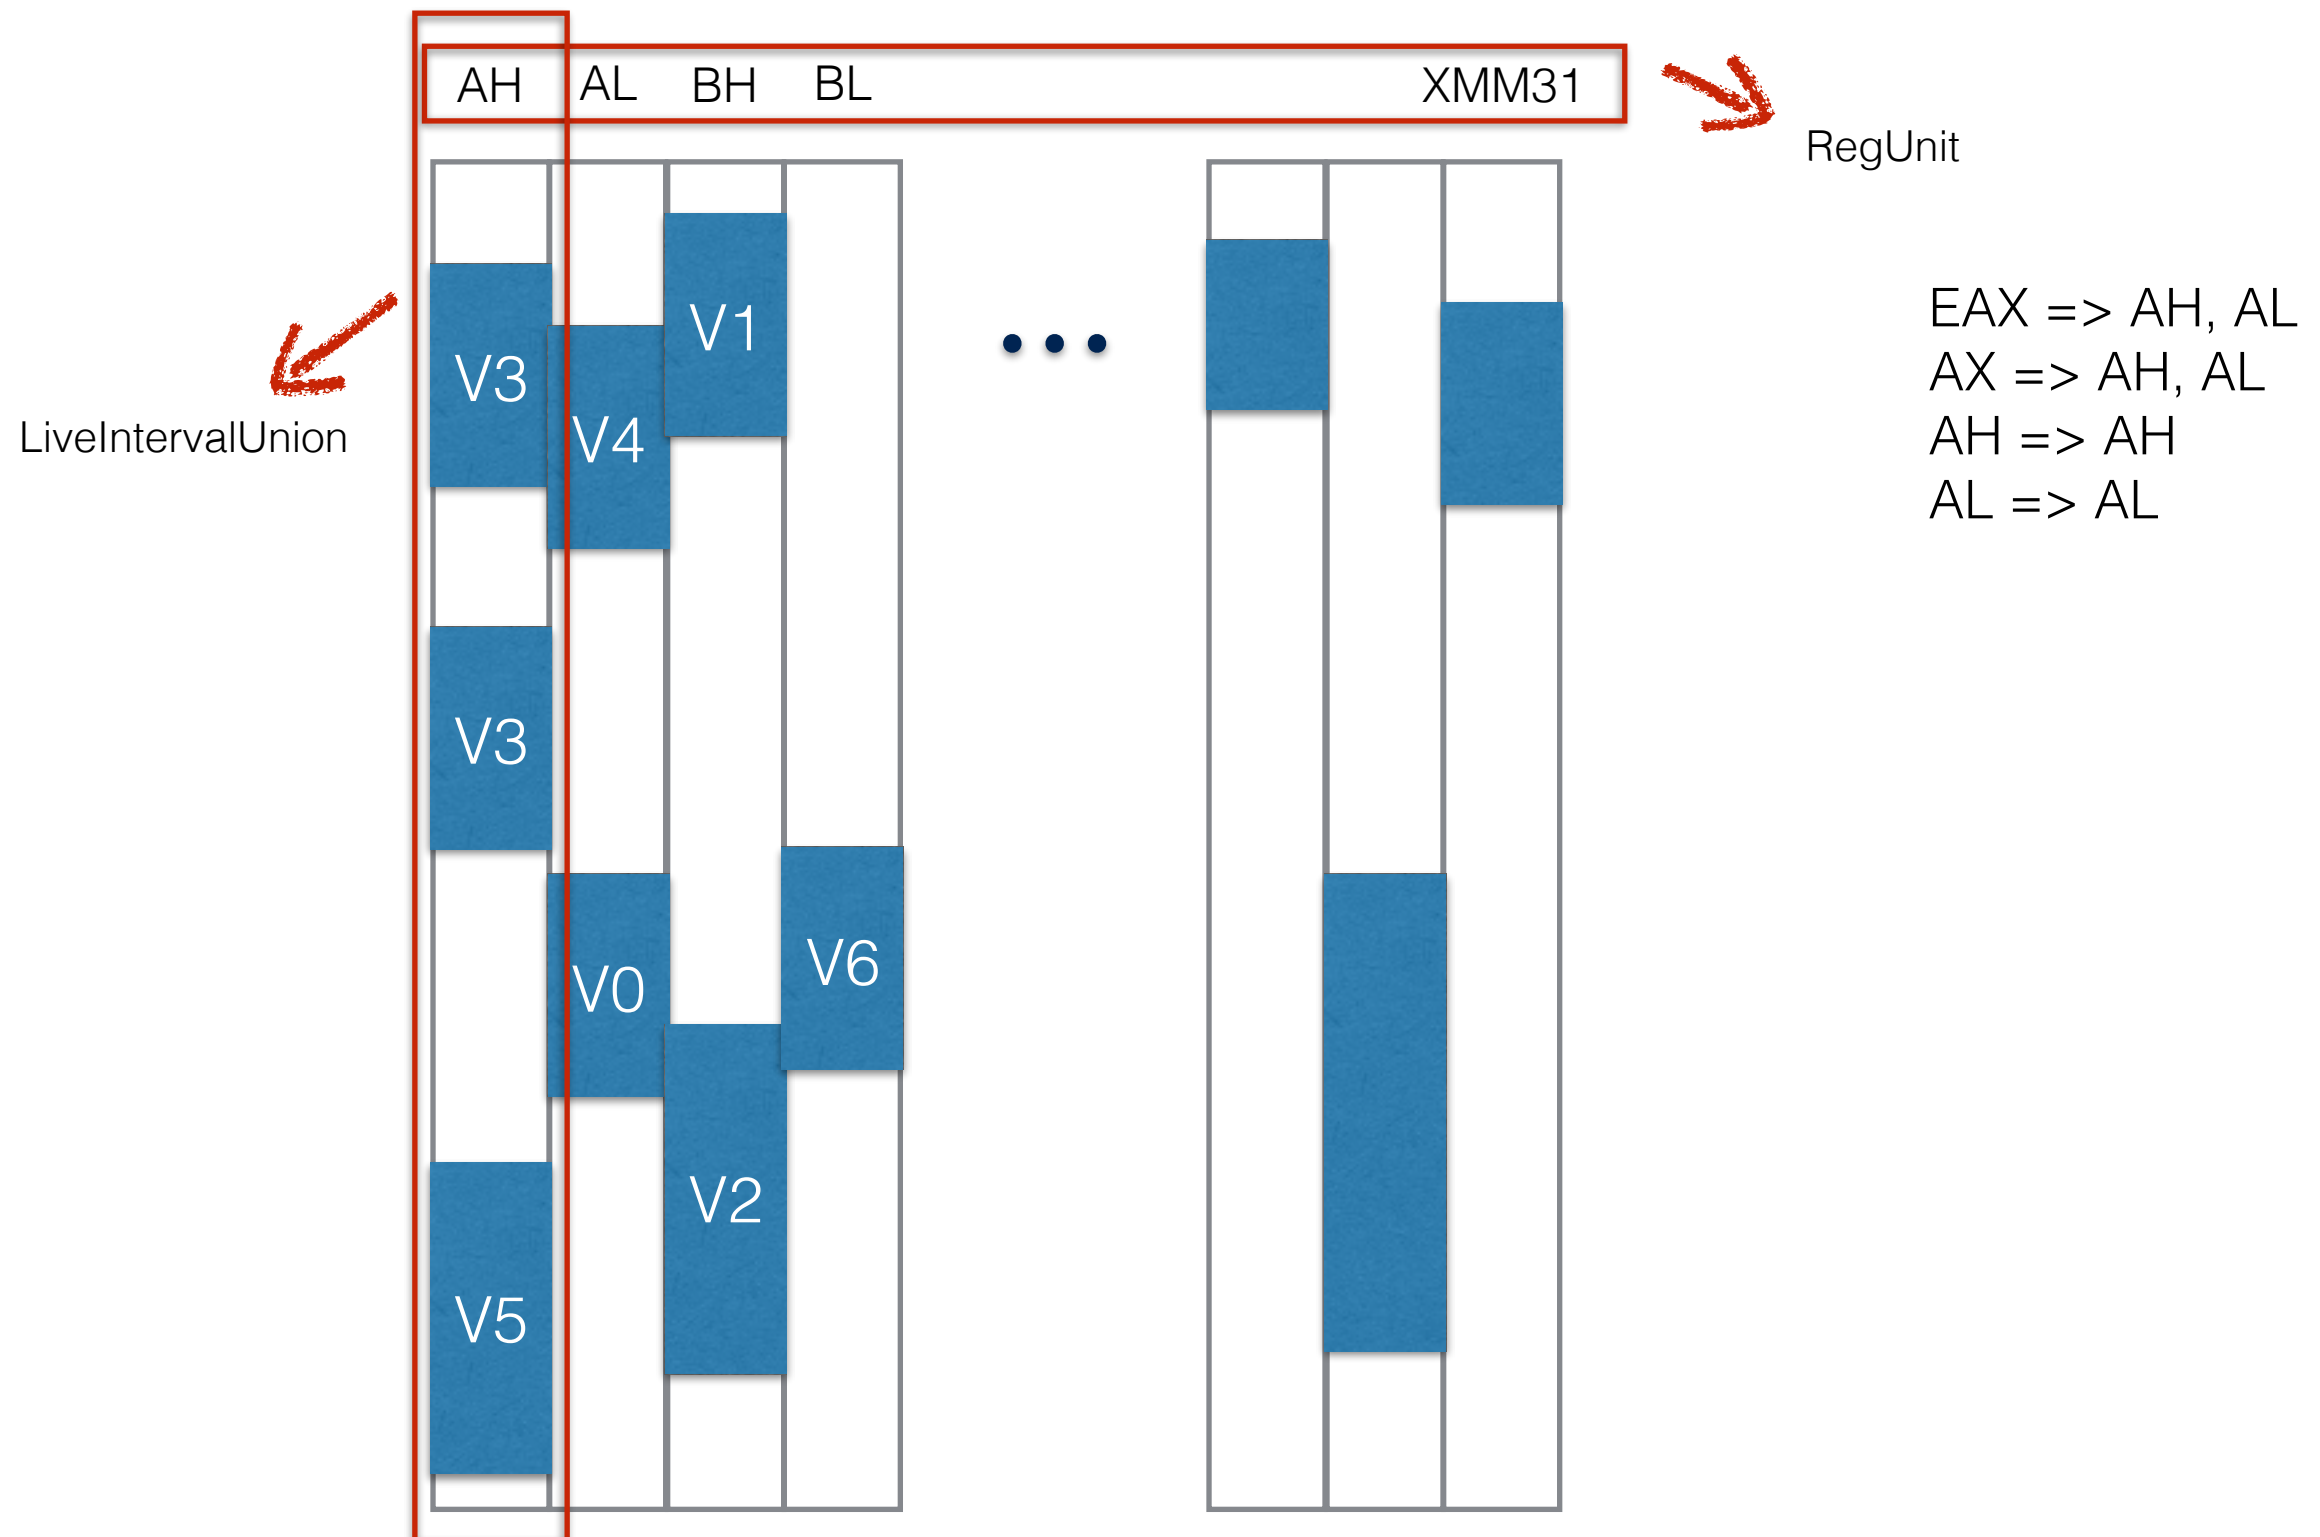 AH AL BH BL XMM31
RegUnit
LiveIntervalUnion
V3
V4
V1
V3
V0
V6
V2
V5
EAX => AH, AL
AX => AH, AL
AH => AH
AL => AL